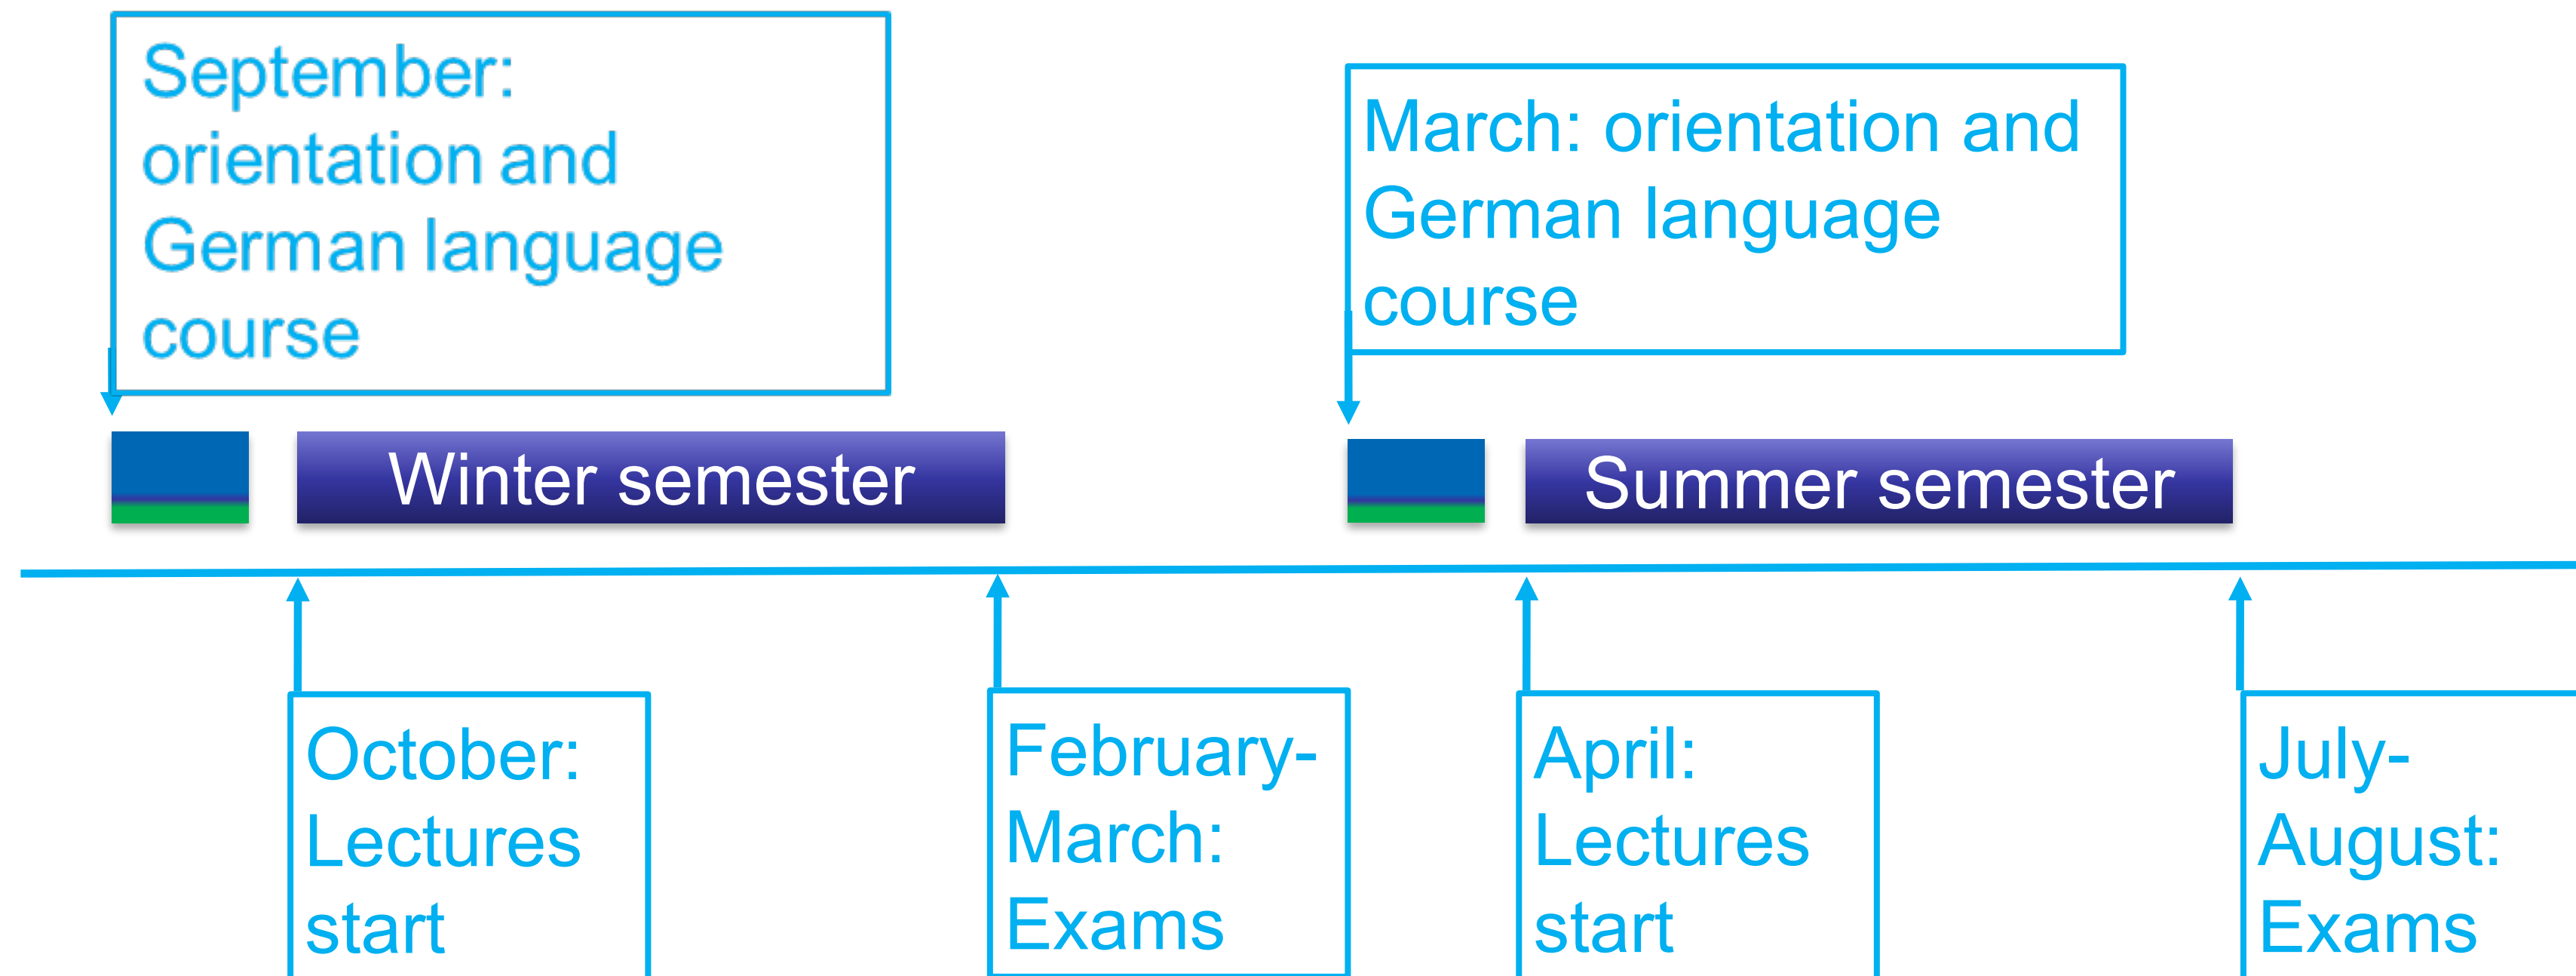 September:
orientation and
German language
course
March: orientation and
German language
course
Winter semester
Summer semester
October:
Lectures
start
February-
March:
Exams
April:
Lectures
start
July-
August:
Exams